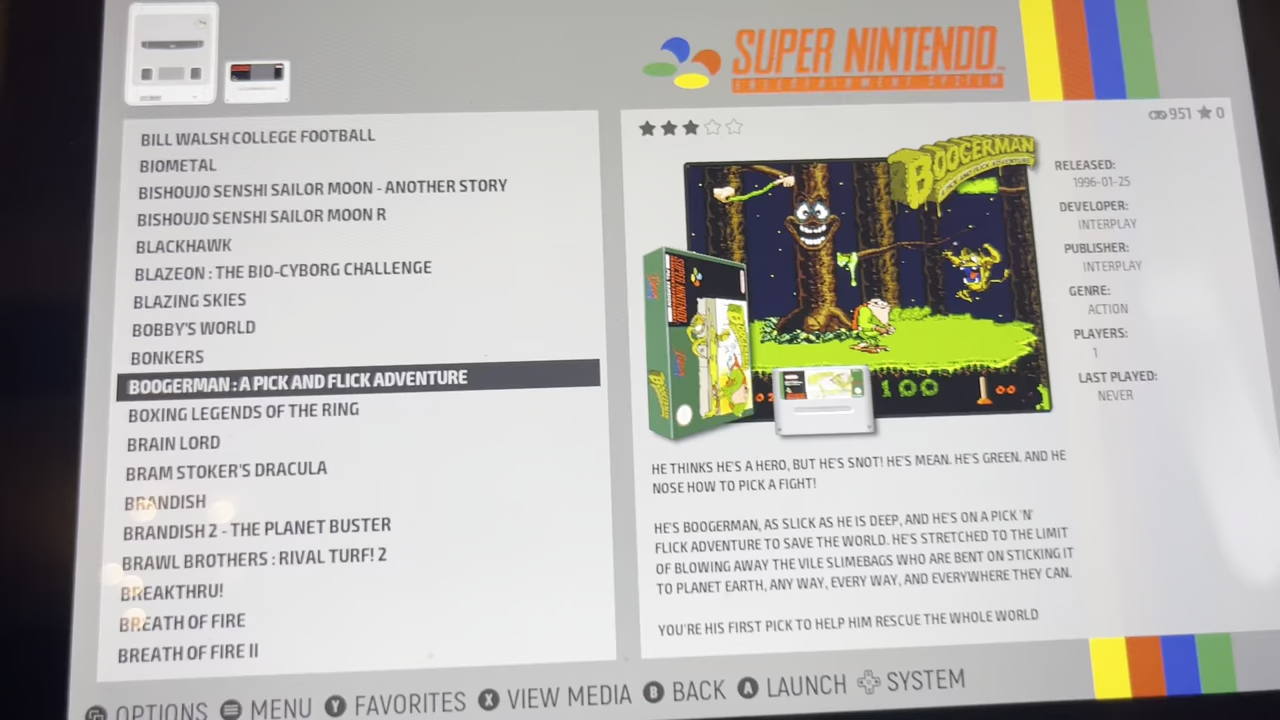 SUPER NINTENDO
ENTERTAINMENT SYSTEM
951 0
BILL WALSH COLLEGE FOOTBALL
BIOMETAL
BISHOUJO SENSHI SAILOR MOON - ANOTHER STORY
BISHOUJO SENSHI SAILOR MOON R
BLACKHAWK
BLAZEON : THE BIO-CYBORG CHALLENGE
BLAZING SKIES
BOBBY'S WORLD
BONKERS
BOOGERMAN : A PICK AND FLICK ADVENTURE
BOXING LEGENDS OF THE RING
BRAIN LORD
BRAM STOKER'S DRACULA
BRANDISH
BRANDISH 2 - THE PLANET BUSTER
BRAWL BROTHERS : RIVAL TURF! 2
BREAKTHRU!
BREATH OF FIRE
BREATH OF FIRE II
BOOGERMAN
A PICK AND FLICK ADVENTURE
SUPER NINTENDO
100
RELEASED:
1996-01-25
DEVELOPER:
INTERPLAY
PUBLISHER:
INTERPLAY
GENRE:
ACTION
PLAYERS:
1
LAST PLAYED:
NEVER
HE THINKS HE'S A HERO, BUT HE'S SNOT! HE'S MEAN. HE'S GREEN. AND HE
NOSE HOW TO PICK A FIGHT!
HE'S BOOGERMAN, AS SLICK AS HE IS DEEP, AND HE'S ON A PICK 'N'
FLICK ADVENTURE TO SAVE THE WORLD. HE'S STRETCHED TO THE LIMIT
OF BLOWING AWAY THE VILE SLIMEBAGS WHO ARE BENT ON STICKING IT
TO PLANET EARTH, ANY WAY, EVERY WAY, AND EVERYWHERE THEY CAN.
YOU'RE HIS FIRST PICK TO HELP HIM RESCUE THE WHOLE WORLD
OPTIONS MENU Y FAVORITES X VIEW MEDIA B BACK A LAUNCH SYSTEM